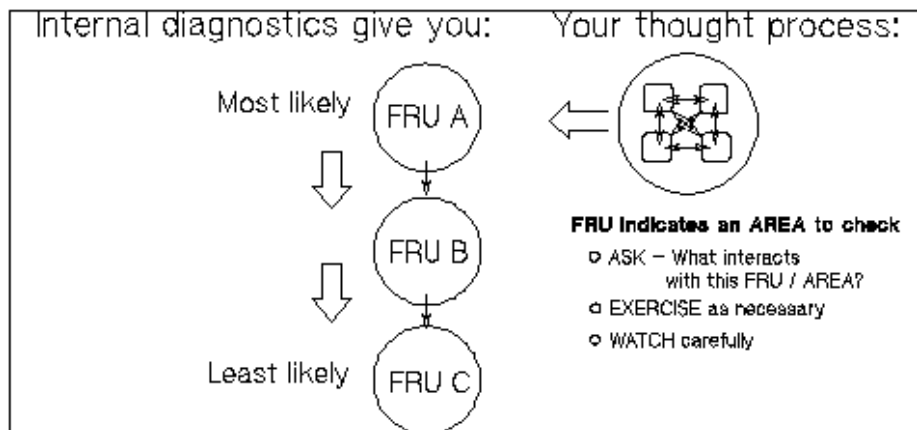 Internal diagnostics give you:
Your thought process:
Most likely
FRU A
FRU B
Least likely
FRU C
FRU indicates an AREA to check
ASK – What interacts
with this FRU / AREA?
EXERCISE as necessary
WATCH carefully